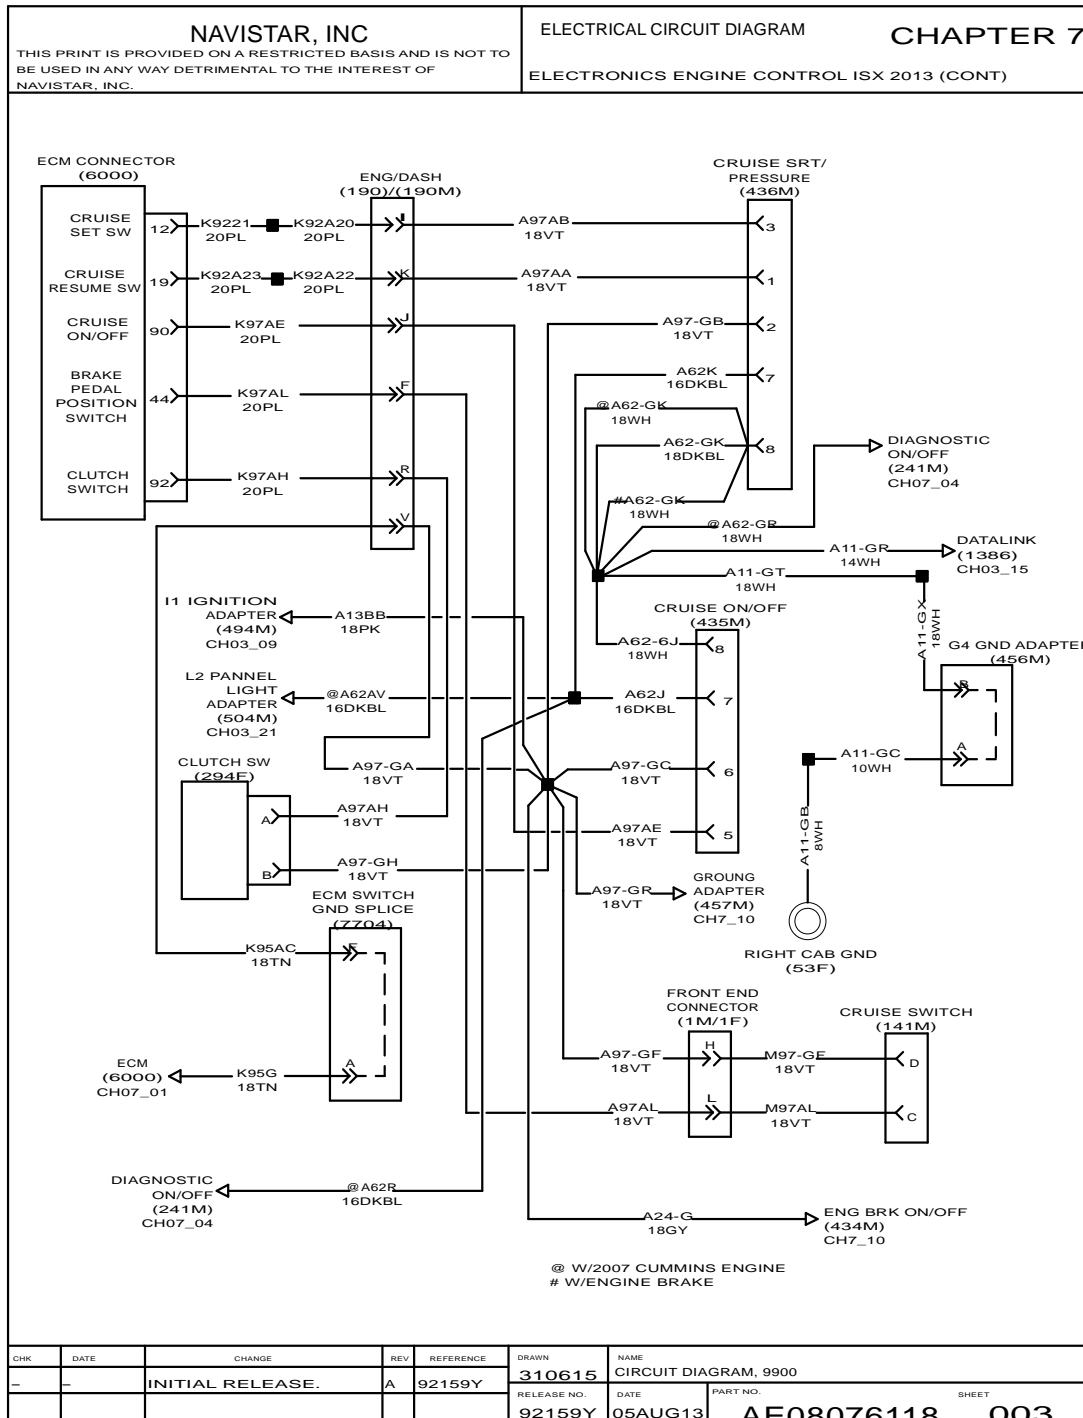 NAVISTAR, INC
THIS PRINT IS PROVIDED ON A RESTRICTED BASIS AND IS NOT TO
BE USED IN ANY WAY DETRIMENTAL TO THE INTEREST OF
NAVISTAR, INC.
ELECTRICAL CIRCUIT DIAGRAM
CHAPTER 7
ELECTRONICS ENGINE CONTROL ISX 2013 (CONT)
ECM CONNECTOR
(6000)
CRUISE
SET SW
12
CRUISE
RESUME SW
19
CRUISE
ON/OFF
90
BRAKE
PEDAL
POSITION
SWITCH
44
CLUTCH
SWITCH
92
K9221
20PL
K92A20
20PL
K92A23
20PL
K92A22
20PL
K97AE
20PL
K97AL
20PL
K97AH
20PL
ENG/DASH
(190)/(190M)
I
K
J
F
R
V
A97AB
18VT
A97AA
18VT
CRUISE SRT/
PRESSURE
(436M)
3
1
2
7
8
A97-GB
18VT
A62K
16DKBL
@A62-GK
18WH
A62-GK
18DKBL
#A62-GK
18WH
@A62-GR
18WH
DIAGNOSTIC
ON/OFF
(241M)
CH07_04
A11-GR
14WH
DATALINK
(1386)
CH03_15
A11-GT
18WH
A11-GX
18WH
G4 GND ADAPTER
(456M)
B
A
A11-GC
10WH
A11-GB
8WH
RIGHT CAB GND
(53F)
I1 IGNITION
ADAPTER
(494M)
CH03_09
A13BB
18PK
L2 PANNEL
LIGHT
ADAPTER
(504M)
CH03_21
@A62AV
16DKBL
CRUISE ON/OFF
(435M)
8
7
6
5
A62-6J
18WH
A62J
16DKBL
A97-GC
18VT
A97AE
18VT
CLUTCH SW
(294F)
A
B
A97-GA
18VT
A97AH
18VT
A97-GH
18VT
A97-GR
18VT
GROUNG
ADAPTER
(457M)
CH7_10
ECM SWITCH
GND SPLICE
(7704)
F
A
K95AC
18TN
ECM
(6000)
CH07_01
K95G
18TN
FRONT END
CONNECTOR
(1M/1F)
H
L
A97-GF
18VT
M97-GF
18VT
A97AL
18VT
M97AL
18VT
CRUISE SWITCH
(141M)
D
C
DIAGNOSTIC
ON/OFF
(241M)
CH07_04
@A62R
16DKBL
A24-G
18GY
ENG BRK ON/OFF
(434M)
CH7_10
@ W/2007 CUMMINS ENGINE
# W/ENGINE BRAKE
CHK DATE CHANGE REV REFERENCE
– – INITIAL RELEASE. A 92159Y
DRAWN
310615
NAME
CIRCUIT DIAGRAM, 9900
RELEASE NO.
92159Y
DATE
05AUG13
PART NO.
AF08076118
SHEET
003